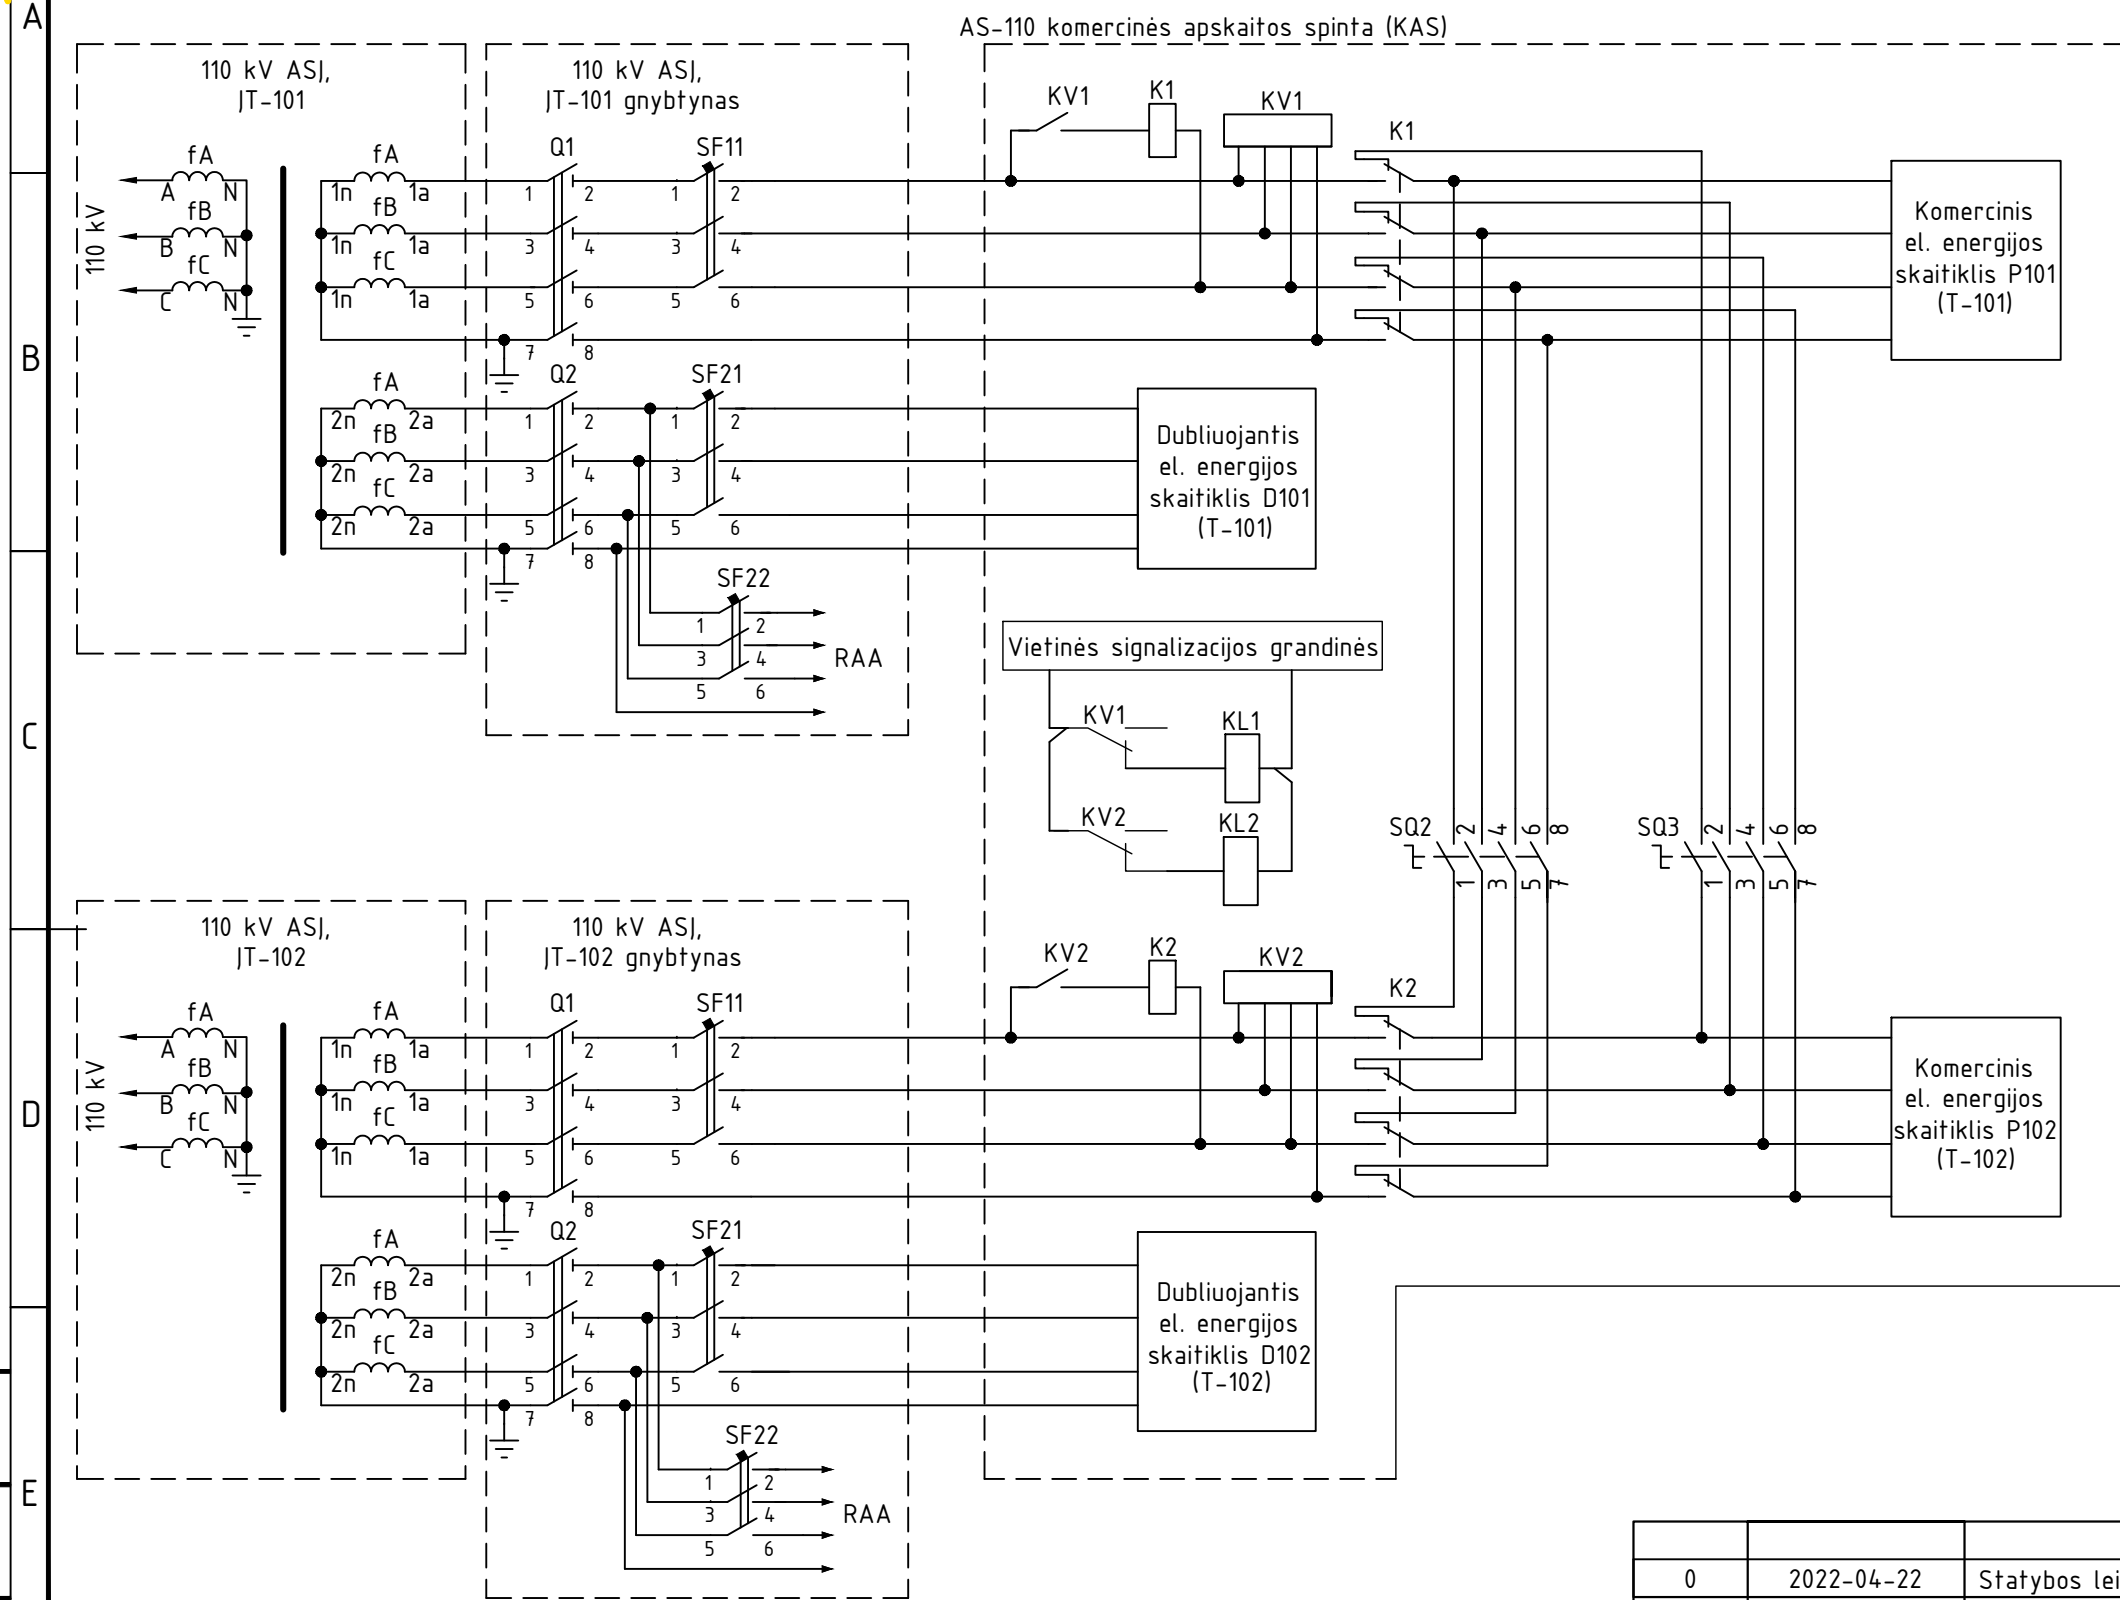 A
B
C
D
E
AS-110 komercinės apskaitos spinta (KAS)
110 kV ASĮ,
ĮT-101
110 kV
fA
A N
fB
B N
fC
C N
fA
1n 1a
fB
1n 1a
fC
1n 1a
fA
2n 2a
fB
2n 2a
fC
2n 2a
110 kV ASĮ,
ĮT-101 gnybtynas
Q1 SF11
1 2 1 2
3 4 3 4
5 6 5 6
7 8
Q2 SF21
1 2 1 2
3 4 3 4
5 6 5 6
7 8
SF22
1 2
3 4
5 6
RAA
KV1 K1 KV1 K1
Komercinis
el. energijos
skaitiklis P101
(T-101)
Dubliuojantis
el. energijos
skaitiklis D101
(T-101)
Vietinės signalizacijos grandinės
KV1 KL1
KV2 KL2
SQ2 2 4 6 8
1 3 5 7
SQ3 2 4 6 8
1 3 5 7
110 kV ASĮ,
ĮT-102
110 kV
fA
A N
fB
B N
fC
C N
fA
1n 1a
fB
1n 1a
fC
1n 1a
fA
2n 2a
fB
2n 2a
fC
2n 2a
110 kV ASĮ,
ĮT-102 gnybtynas
Q1 SF11
1 2 1 2
3 4 3 4
5 6 5 6
7 8
Q2 SF21
1 2 1 2
3 4 3 4
5 6 5 6
7 8
SF22
1 2
3 4
5 6
RAA
KV2 K2 KV2 K2
Komercinis
el. energijos
skaitiklis P102
(T-102)
Dubliuojantis
el. energijos
skaitiklis D102
(T-102)
0 2022-04-22 Statybos lei